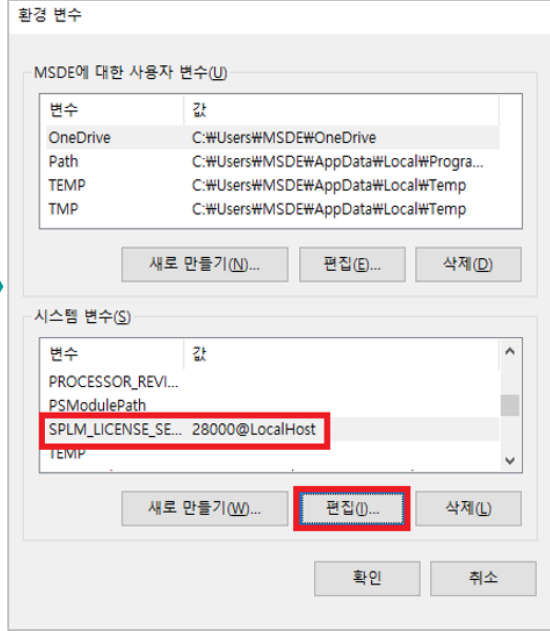 환경 변수
MSDE에 대한 사용자 변수(U)
변수 값
OneDrive C:₩Users₩MSDE₩OneDrive
Path C:₩Users₩MSDE₩AppData₩Local₩Progra...
TEMP C:₩Users₩MSDE₩AppData₩Local₩Temp
TMP C:₩Users₩MSDE₩AppData₩Local₩Temp
새로 만들기(N)... 편집(E)... 삭제(D)
시스템 변수(S)
변수 값
PROCESSOR_REVI...
PSModulePath
SPLM_LICENSE_SE... 28000@LocalHost
TEMP
새로 만들기(W)... 편집(I)... 삭제(L)
확인 취소